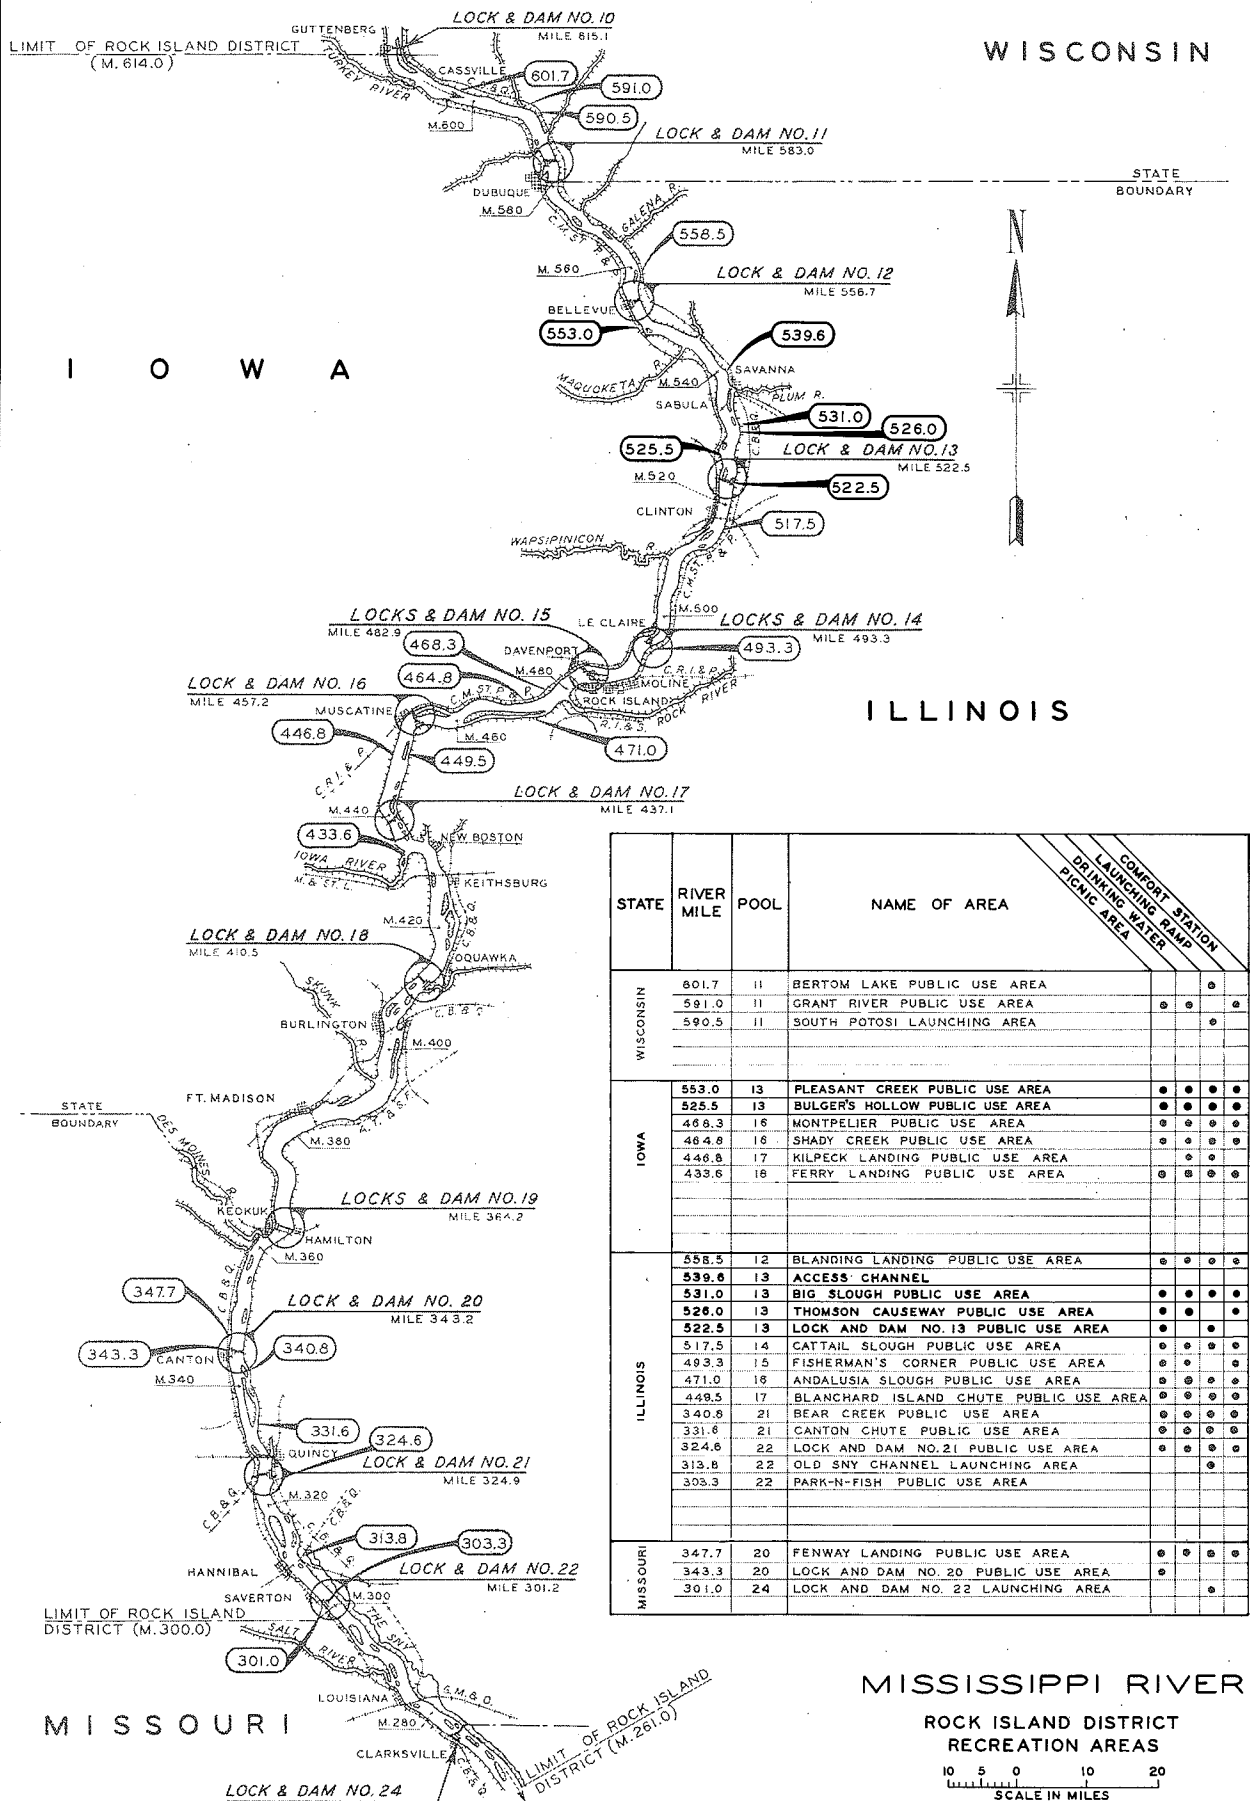 LOCK & DAM NO. 10
MILE 615.1
GUTTENBERG
LIMIT OF ROCK ISLAND DISTRICT
(M. 614.0)
WISCONSIN
TURKEY RIVER
CASSVILLE
C.B.&Q.
601.7
591.0
590.5
M.600
LOCK & DAM NO. 11
MILE 583.0
DUBUQUE
M.580
STATE
BOUNDARY
C.M.ST. P. & P.
GALENA R.
558.5
N
M.560
LOCK & DAM NO. 12
MILE 556.7
BELLEVUE
553.0
539.6
IOWA
MAQUOKETA R.
M.540
SAVANNA
SABULA
PLUM R.
531.0
526.0
C.B.&Q.
525.5
LOCK & DAM NO. 13
MILE 522.5
M.520
522.5
CLINTON
517.5
WAPSIPINICON R.
C.M.ST. P. & P.
M.500
LOCKS & DAM NO. 15
MILE 482.9
LE CLAIRE
LOCKS & DAM NO. 14
MILE 493.3
468.3
DAVENPORT
493.3
464.8
M.480
C.R.I.& P.
MOLINE
LOCK & DAM NO. 16
MILE 457.2
C.M.ST. P & P.
ROCK ISLAND
ROCK RIVER
MUSCATINE
R.I.& S.
ILLINOIS
446.8
M.460
471.0
449.5
C.R.I. & P.
LOCK & DAM NO. 17
MILE 437.1
M.440
433.6
NEW BOSTON
IOWA RIVER
M. & ST. L.
KEITHSBURG
M.420
C.B.&Q.
LOCK & DAM NO. 18
MILE 410.5
OQUAWKA
SKUNK R.
C.B.&Q.
BURLINGTON
M.400
FT. MADISON
A.T. & S.F.
STATE
BOUNDARY
DES MOINES R.
M.380
LOCKS & DAM NO. 19
MILE 364.2
KEOKUK
HAMILTON
M.360
C.B.&Q.
347.7
LOCK & DAM NO. 20
MILE 343.2
343.3
CANTON
340.8
M.340
331.6
324.6
QUINCY
LOCK & DAM NO. 21
MILE 324.9
C.B.&Q.
M.320
C.B.&Q.
C.B.&Q.
313.8
303.3
HANNIBAL
LOCK & DAM NO. 22
MILE 301.2
SAVERTON
M.300
LIMIT OF ROCK ISLAND
DISTRICT (M.300.0)
THE SNY
SALT RIVER
301.0
LOUISIANA
G.M.& O.
MISSOURI
M.280
CLARKSVILLE
C.B.&Q.
LIMIT OF ROCK ISLAND
DISTRICT (M.261.0)
LOCK & DAM NO. 24
STATE RIVER MILE POOL NAME OF AREA PICNIC AREA DRINKING WATER LAUNCHING RAMP COMFORT STATION
WISCONSIN
601.7 11 BERTOM LAKE PUBLIC USE AREA
591.0 11 GRANT RIVER PUBLIC USE AREA
590.5 11 SOUTH POTOSI LAUNCHING AREA
IOWA
553.0 13 PLEASANT CREEK PUBLIC USE AREA
525.5 13 BULGER'S HOLLOW PUBLIC USE AREA
468.3 16 MONTPELIER PUBLIC USE AREA
464.8 16 SHADY CREEK PUBLIC USE AREA
446.8 17 KILPECK LANDING PUBLIC USE AREA
433.6 18 FERRY LANDING PUBLIC USE AREA
ILLINOIS
558.5 12 BLANDING LANDING PUBLIC USE AREA
539.6 13 ACCESS CHANNEL
531.0 13 BIG SLOUGH PUBLIC USE AREA
526.0 13 THOMSON CAUSEWAY PUBLIC USE AREA
522.5 13 LOCK AND DAM NO. 13 PUBLIC USE AREA
517.5 14 CATTAIL SLOUGH PUBLIC USE AREA
493.3 15 FISHERMAN'S CORNER PUBLIC USE AREA
471.0 16 ANDALUSIA SLOUGH PUBLIC USE AREA
449.5 17 BLANCHARD ISLAND CHUTE PUBLIC USE AREA
340.8 21 BEAR CREEK PUBLIC USE AREA
331.6 21 CANTON CHUTE PUBLIC USE AREA
324.6 22 LOCK AND DAM NO. 21 PUBLIC USE AREA
313.8 22 OLD SNY CHANNEL LAUNCHING AREA
303.3 22 PARK-N-FISH PUBLIC USE AREA
MISSOURI
347.7 20 FENWAY LANDING PUBLIC USE AREA
343.3 20 LOCK AND DAM NO. 20 PUBLIC USE AREA
301.0 24 LOCK AND DAM NO. 22 LAUNCHING AREA
MISSISSIPPI RIVER
ROCK ISLAND DISTRICT
RECREATION AREAS
10 5 0 10 20
SCALE IN MILES